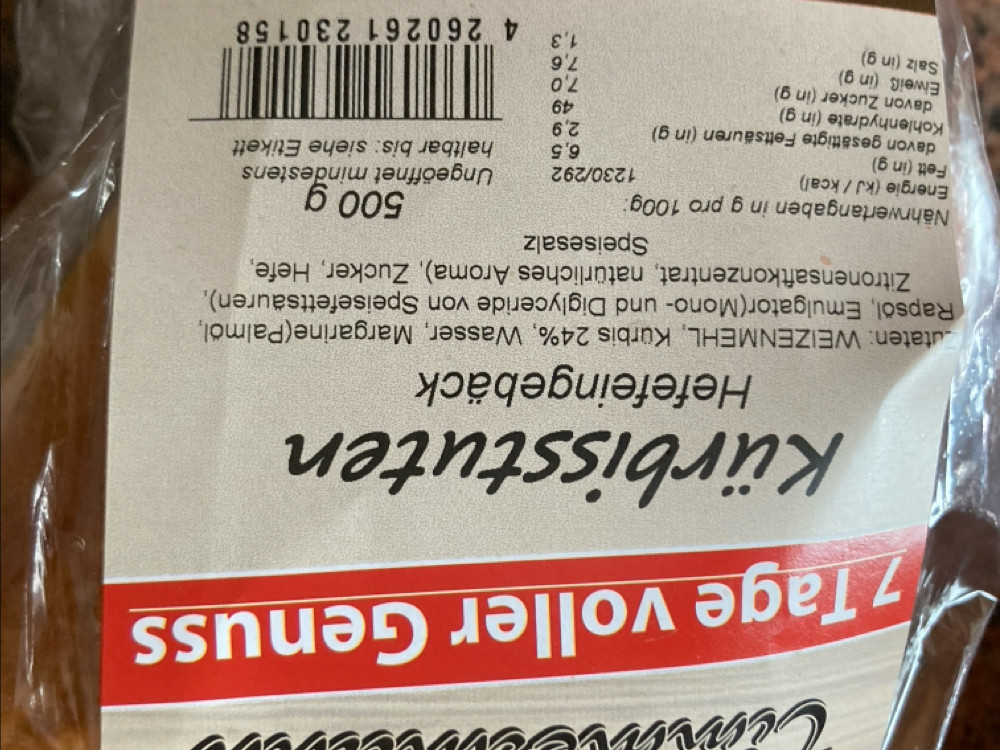 7 Tage voller Genuss
Kürbisstuten
Hefefeingebäck
Zutaten: WEIZENMEHL, Kürbis 24%, Wasser, Margarine(Palmöl,
Rapsöl, Emulgator(Mono- und Diglyceride von Speisefettsäuren),
Zitronensaftkonzentrat, natürliches Aroma), Zucker, Hefe,
Speisesalz
Nährwertangaben in g pro 100g:
Energie (kJ / kcal) 1230/292
Fett (in g) 6,5
davon gesättigte Fettsäuren (in g) 2,9
Kohlenhydrate (in g) 49
davon Zucker (in g) 7,0
Eiweiß (in g) 7,6
Salz (in g) 1,3
500 g
Ungeöffnet mindestens
haltbar bis: siehe Etikett
4 260261 230158